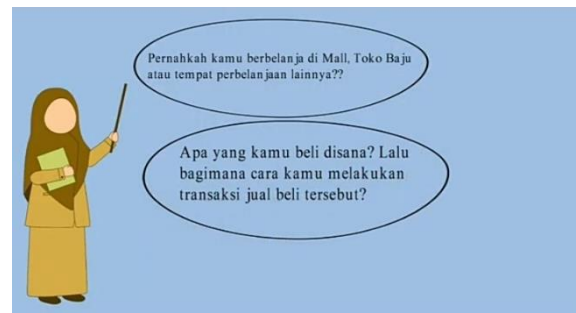 Pernahkah kamu berbelanja di Mall, Toko Baju
atau tempat perbelanjaan lainnya??
Apa yang kamu beli disana? Lalu
bagimana cara kamu melakukan
transaksi jual beli tersebut?